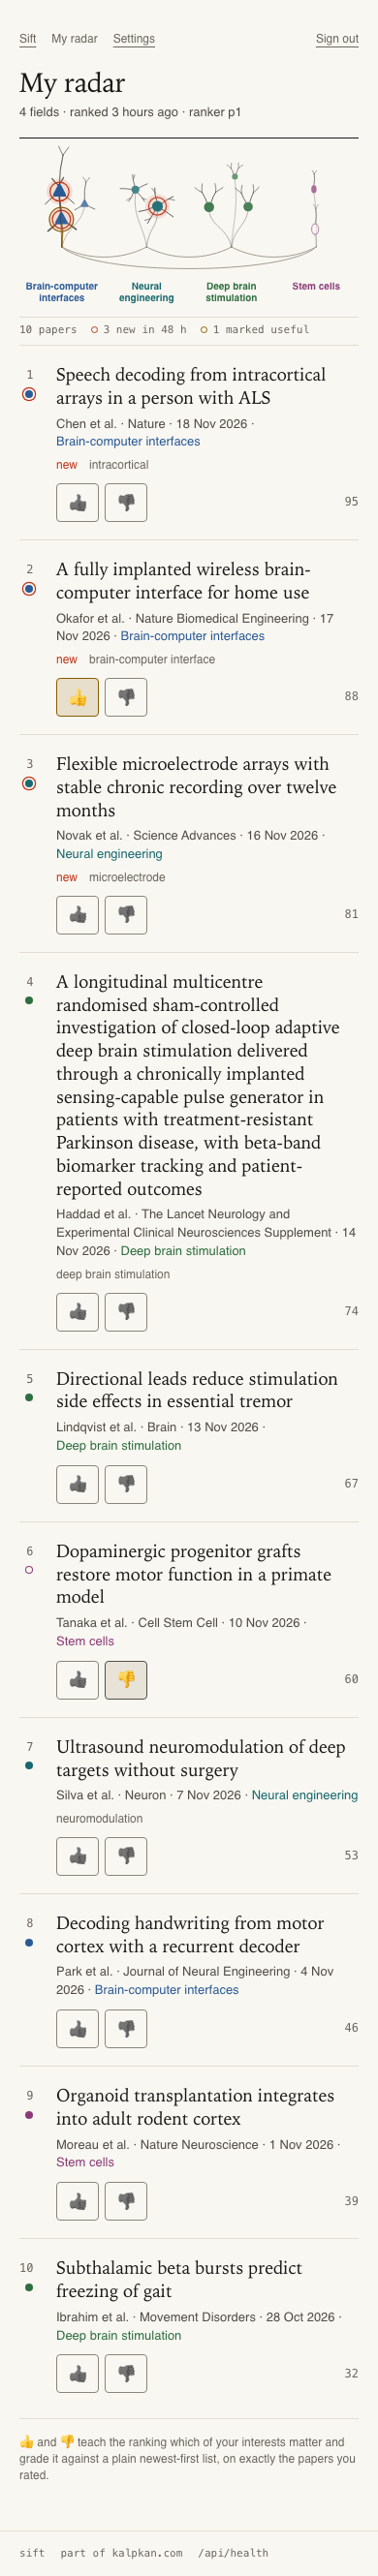 Sift My radar Settings Sign out
My radar
4 fields · ranked 3 hours ago · ranker p1
Brain-computer interfaces
Neural engineering
Deep brain stimulation
Stem cells
10 papers 3 new in 48 h 1 marked useful
1
Speech decoding from intracortical
arrays in a person with ALS
Chen et al. · Nature · 18 Nov 2026 ·
Brain-computer interfaces
new intracortical
👍 👎 95
2
A fully implanted wireless brain-
computer interface for home use
Okafor et al. · Nature Biomedical Engineering · 17
Nov 2026 · Brain-computer interfaces
new brain-computer interface
👍 👎 88
3
Flexible microelectrode arrays with
stable chronic recording over twelve
months
Novak et al. · Science Advances · 16 Nov 2026 ·
Neural engineering
new microelectrode
👍 👎 81
4
A longitudinal multicentre
randomised sham-controlled
investigation of closed-loop adaptive
deep brain stimulation delivered
through a chronically implanted
sensing-capable pulse generator in
patients with treatment-resistant
Parkinson disease, with beta-band
biomarker tracking and patient-
reported outcomes
Haddad et al. · The Lancet Neurology and
Experimental Clinical Neurosciences Supplement · 14
Nov 2026 · Deep brain stimulation
deep brain stimulation
👍 👎 74
5
Directional leads reduce stimulation
side effects in essential tremor
Lindqvist et al. · Brain · 13 Nov 2026 ·
Deep brain stimulation
👍 👎 67
6
Dopaminergic progenitor grafts
restore motor function in a primate
model
Tanaka et al. · Cell Stem Cell · 10 Nov 2026 ·
Stem cells
👍 👎 60
7
Ultrasound neuromodulation of deep
targets without surgery
Silva et al. · Neuron · 7 Nov 2026 · Neural engineering
neuromodulation
👍 👎 53
8
Decoding handwriting from motor
cortex with a recurrent decoder
Park et al. · Journal of Neural Engineering · 4 Nov
2026 · Brain-computer interfaces
👍 👎 46
9
Organoid transplantation integrates
into adult rodent cortex
Moreau et al. · Nature Neuroscience · 1 Nov 2026 ·
Stem cells
👍 👎 39
10
Subthalamic beta bursts predict
freezing of gait
Ibrahim et al. · Movement Disorders · 28 Oct 2026 ·
Deep brain stimulation
👍 👎 32
👍 and 👎 teach the ranking which of your interests matter and
grade it against a plain newest-first list, on exactly the papers you
rated.
sift part of kalpkan.com /api/health